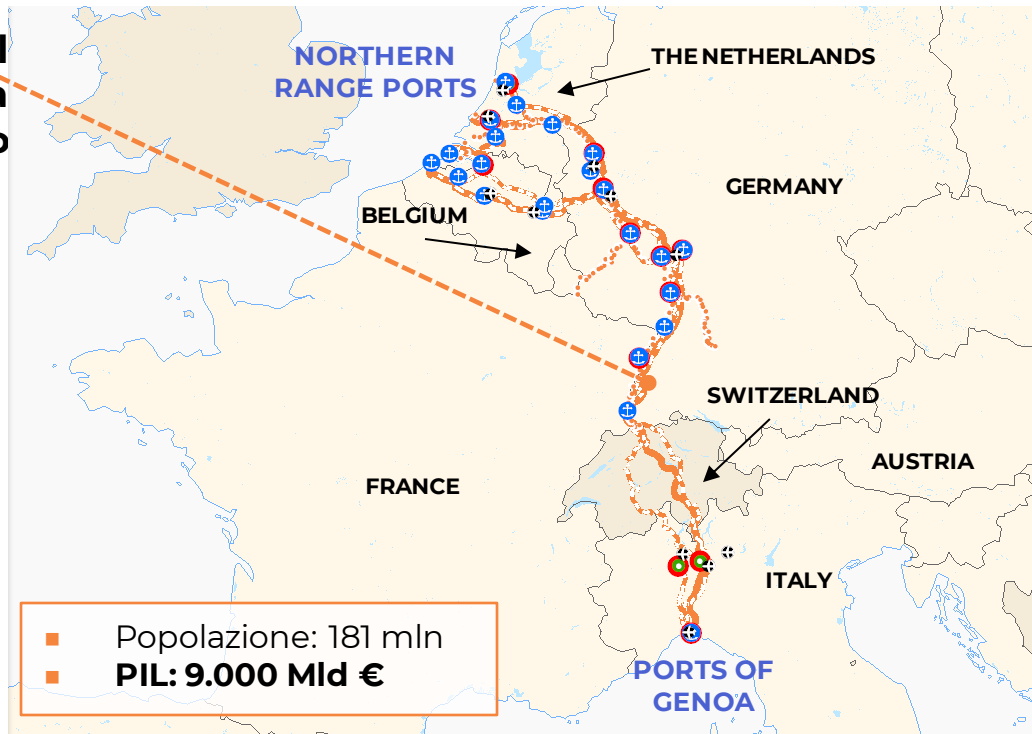 NORTHERN
RANGE PORTS
THE NETHERLANDS
GERMANY
BELGIUM
SWITZERLAND
AUSTRIA
FRANCE
ITALY
Popolazione: 181 mln
PIL: 9.000 Mld €
PORTS OF
GENOA